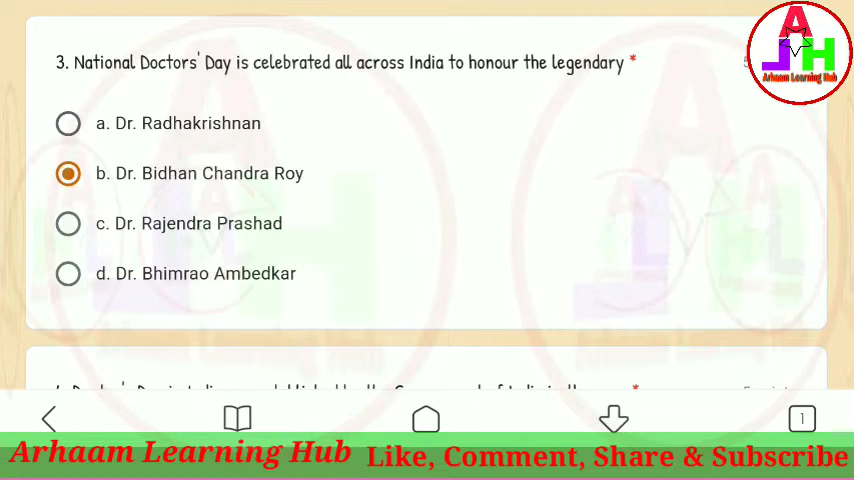 3. National Doctors' Day is celebrated all across India to honour the legendary *
a. Dr. Radhakrishnan
b. Dr. Bidhan Chandra Roy
c. Dr. Rajendra Prashad
d. Dr. Bhimrao Ambedkar
A
J H
Arhaam Learning Hub
1
Arhaam Learning Hub Like, Comment, Share & Subscribe